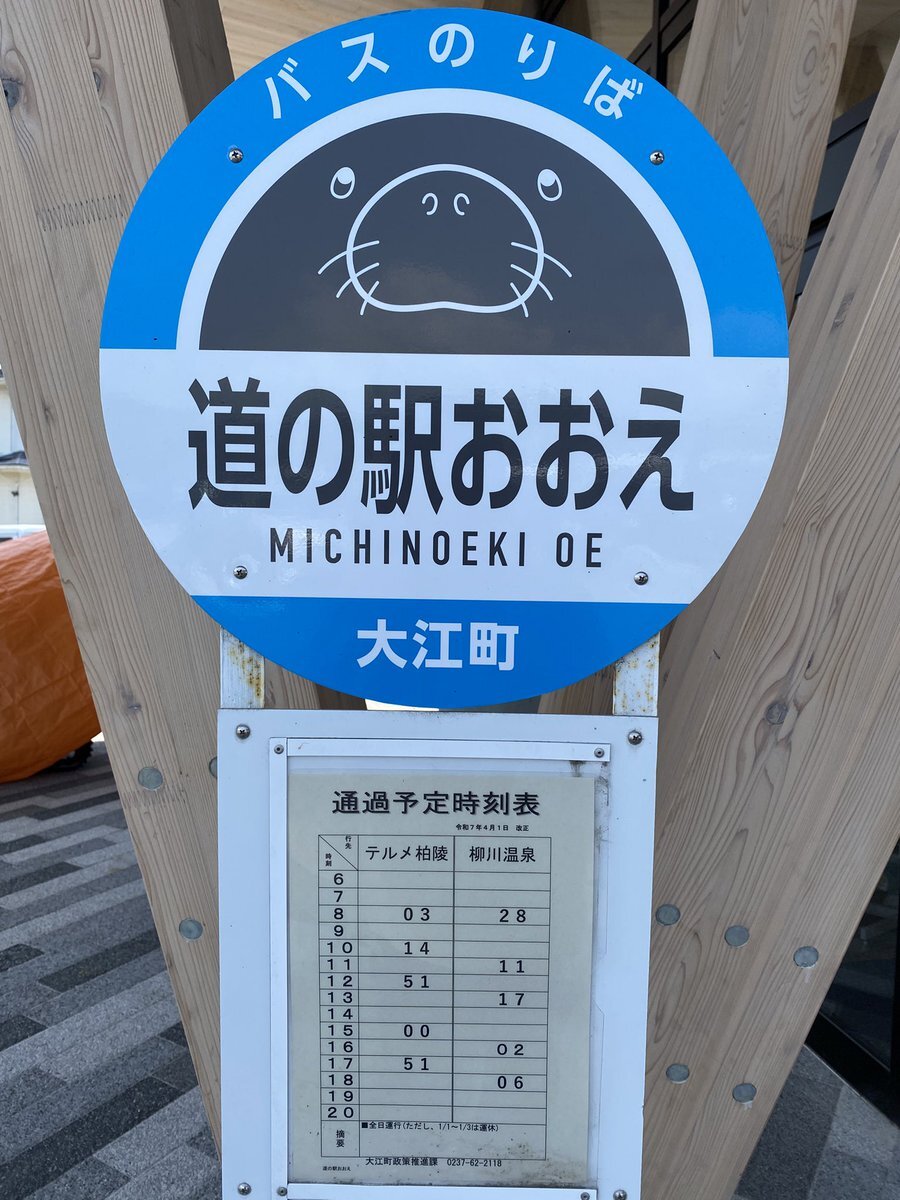 バスのりば
道の駅おおえ
MICHINOEKI OE
大江町
通過予定時刻表
令和7年4月1日 改正
行先 時刻 テルメ柏陵 柳川温泉
6
7
8 03 28
9
10 14
11 11
12 51
13 17
14
15 00
16 02
17 51
18 06
19
20
摘要 ■全日運行(ただし、1/1～1/3は運休)
大江町政策推進課 0237-62-2118
道の駅おおえ